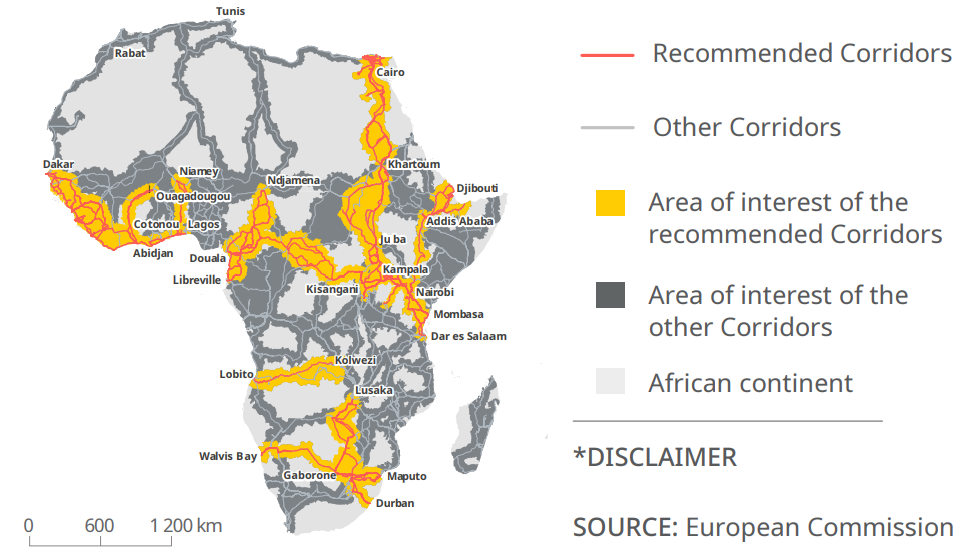 Tunis
Rabat
Cairo
Dakar
Niamey
Khartoum
Ndjamena
Djibouti
Ouagadougou
Cotonou Lagos
Addis Ababa
Abidjan
Douala
Juba
Kampala
Libreville
Kisangani
Nairobi
Mombasa
Dar es Salaam
Kolwezi
Lobito
Lusaka
Walvis Bay
Gaborone
Maputo
Durban
0 600 1 200 km
Recommended Corridors
Other Corridors
Area of interest of the
recommended Corridors
Area of interest of the
other Corridors
African continent
*DISCLAIMER
SOURCE: European Commission